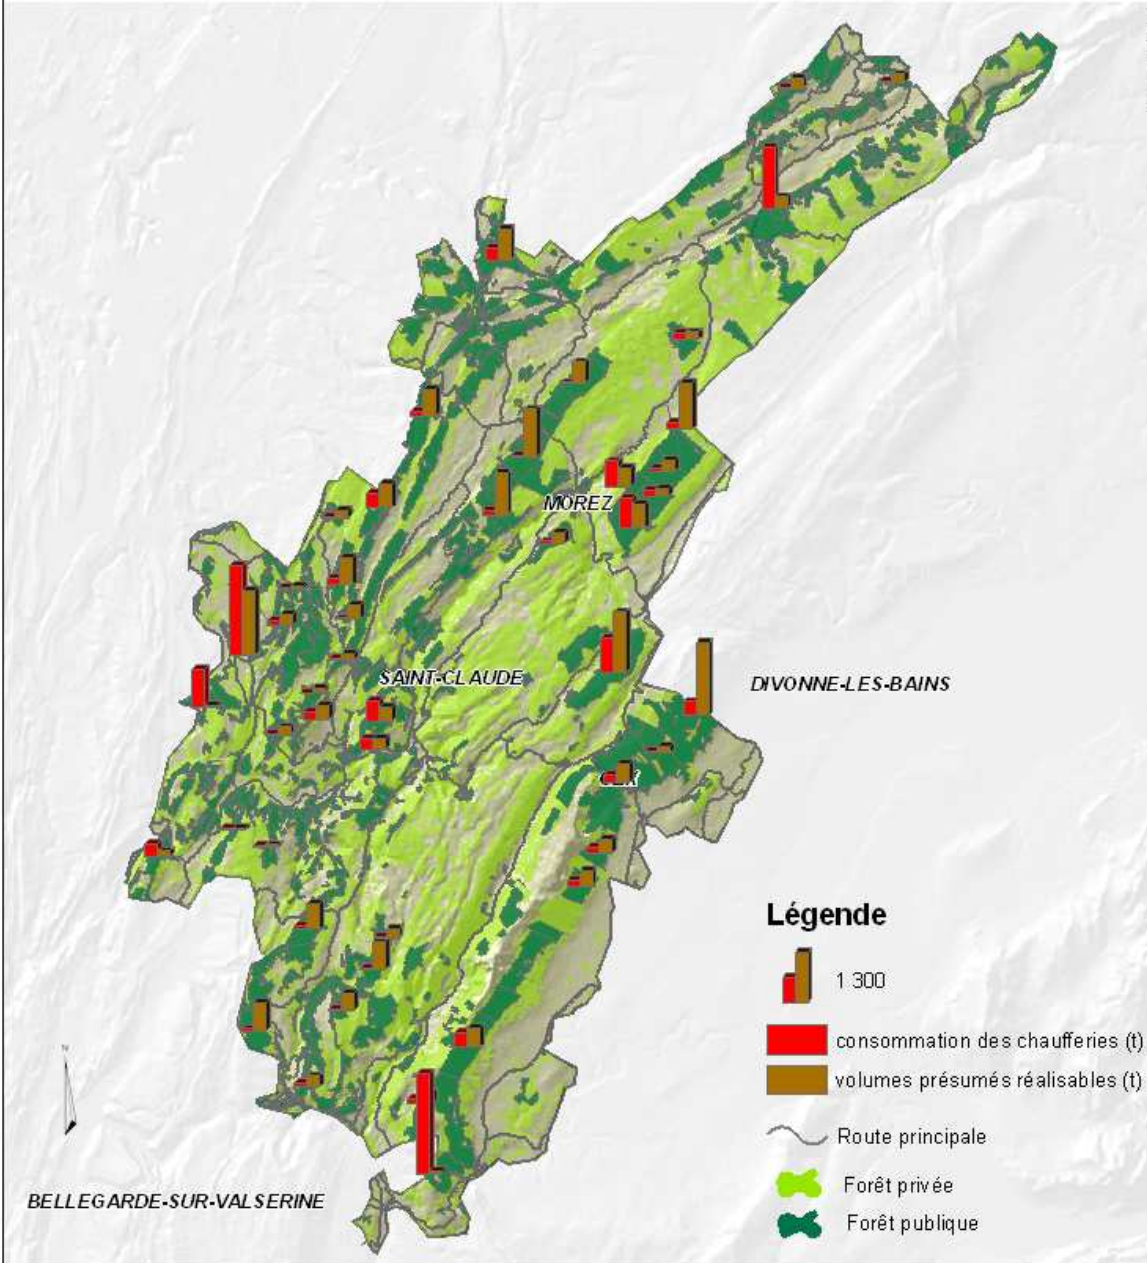 MOREZ
SAINT-CLAUDE
DIVONNE-LES-BAINS
Légende
1 300
consommation des chaufferies (t)
volumes présumés réalisables (t)
Route principale
Forêt privée
Forêt publique
BELLEGARDE-SUR-VALSERINE
N